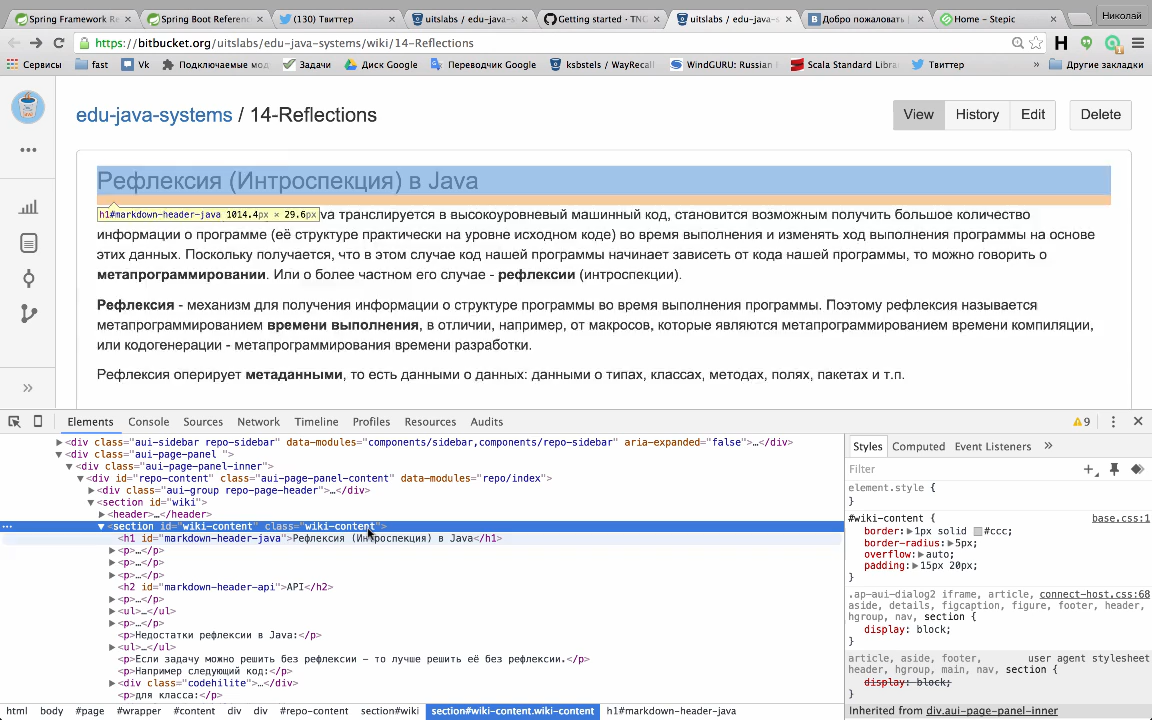 Spring Framework Re
Spring Boot Referenc
(130) Твиттер
uitslabs / edu-java-s
Getting started · TNG
uitslabs / edu-java-s
Добро пожаловать |
Home – Stepic
Николай
https://bitbucket.org/uitslabs/edu-java-systems/wiki/14-Reflections
Сервисы
fast
Vk
Подключаемые мод
Задачи
Диск Google
Переводчик Google
ksbstels / WayRecall
WindGURU: Russian
Scala Standard Libra
Твиттер
»
Другие закладки
edu-java-systems / 14-Reflections
View
History
Edit
Delete
Рефлексия (Интроспекция) в Java
h1#markdown-header-java 1014.4px × 29.6px
va транслируется в высокоуровневый машинный код, становится возможным получить большое количество
информации о программе (её структуре практически на уровне исходном коде) во время выполнения и изменять ход выполнения программы на основе
этих данных. Поскольку получается, что в этом случае код нашей программы начинает зависеть от кода нашей программы, то можно говорить о
метапрограммировании. Или о более частном его случае - рефлексии (интроспекции).
Рефлексия - механизм для получения информации о структуре программы во время выполнения программы. Поэтому рефлексия называется
метапрограммированием времени выполнения, в отличии, например, от макросов, которые являются метапрограммированием времени компиляции,
или кодогенерации - метапрограммирования времени разработки.
Рефлексия оперирует метаданными, то есть данными о данных: данными о типах, классах, методах, полях, пакетах и т.п.
Elements
Console
Sources
Network
Timeline
Profiles
Resources
Audits
9
<div class="aui-sidebar repo-sidebar" data-modules="components/sidebar,components/repo-sidebar" aria-expanded="false">…</div>
<div class="aui-page-panel ">
<div class="aui-page-panel-inner">
<div id="repo-content" class="aui-page-panel-content" data-modules="repo/index">
<div class="aui-group repo-page-header">…</div>
<section id="wiki">
<header>…</header>
<section id="wiki-content" class="wiki-content">
<h1 id="markdown-header-java">Рефлексия (Интроспекция) в Java</h1>
<p>…</p>
<p>…</p>
<p>…</p>
<h2 id="markdown-header-api">API</h2>
<p>…</p>
<ul>…</ul>
<p>…</p>
<p>Недостатки рефлексии в Java:</p>
<ul>…</ul>
<p>Если задачу можно решить без рефлексии – то лучше решить её без рефлексии.</p>
<p>Например следующий код:</p>
<div class="codehilite">…</div>
<p>для класса:</p>
html body #page #wrapper #content div div #repo-content section#wiki section#wiki-content.wiki-content h1#markdown-header-java
Styles
Computed
Event Listeners
»
Filter
element.style {
}
#wiki-content { base.css:1
border: 1px solid #ccc;
border-radius: 5px;
overflow: auto;
padding: 15px 20px;
}
.ap-aui-dialog2 iframe, article, connect-host.css:68
aside, details, figcaption, figure, footer, header,
hgroup, nav, section {
display: block;
}
article, aside, footer, user agent stylesheet
header, hgroup, main, nav, section {
display: block;
}
Inherited from div.aui-page-panel-inner